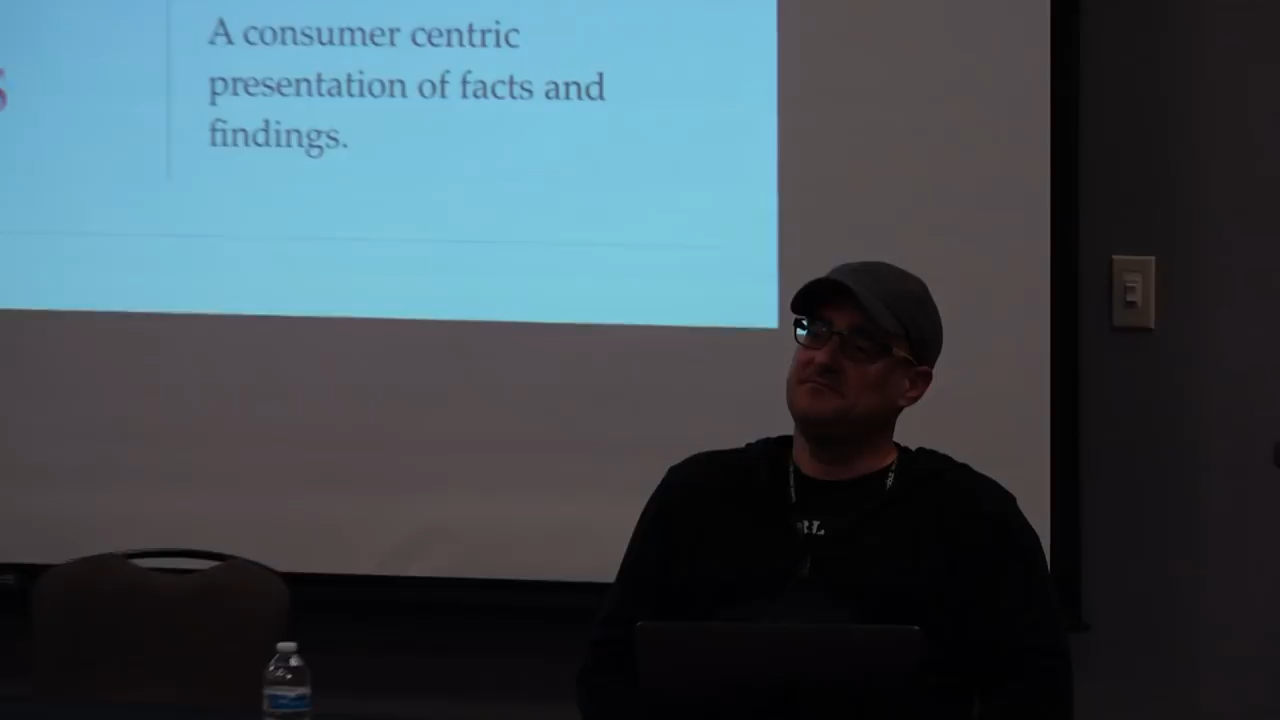 A consumer centric
presentation of facts and
findings.